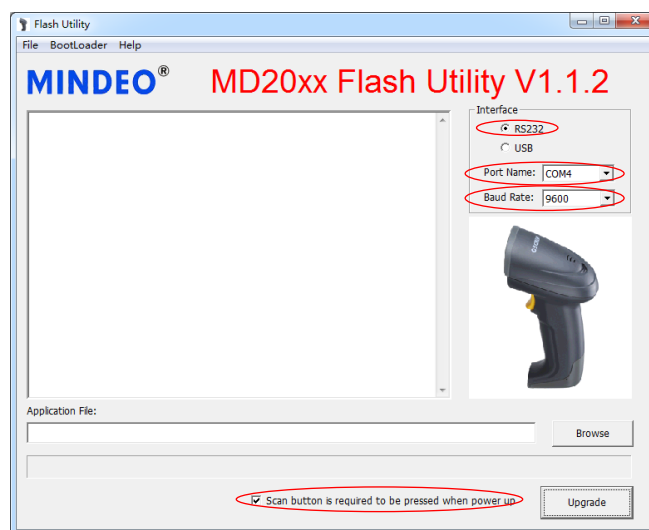 Flash Utility
File BootLoader Help
MINDEO®
MD20xx Flash Utility V1.1.2
Interface
RS232
USB
Port Name: COM4
Baud Rate: 9600
MINDEO
Application File:
Browse
Scan button is required to be pressed when power up
Upgrade